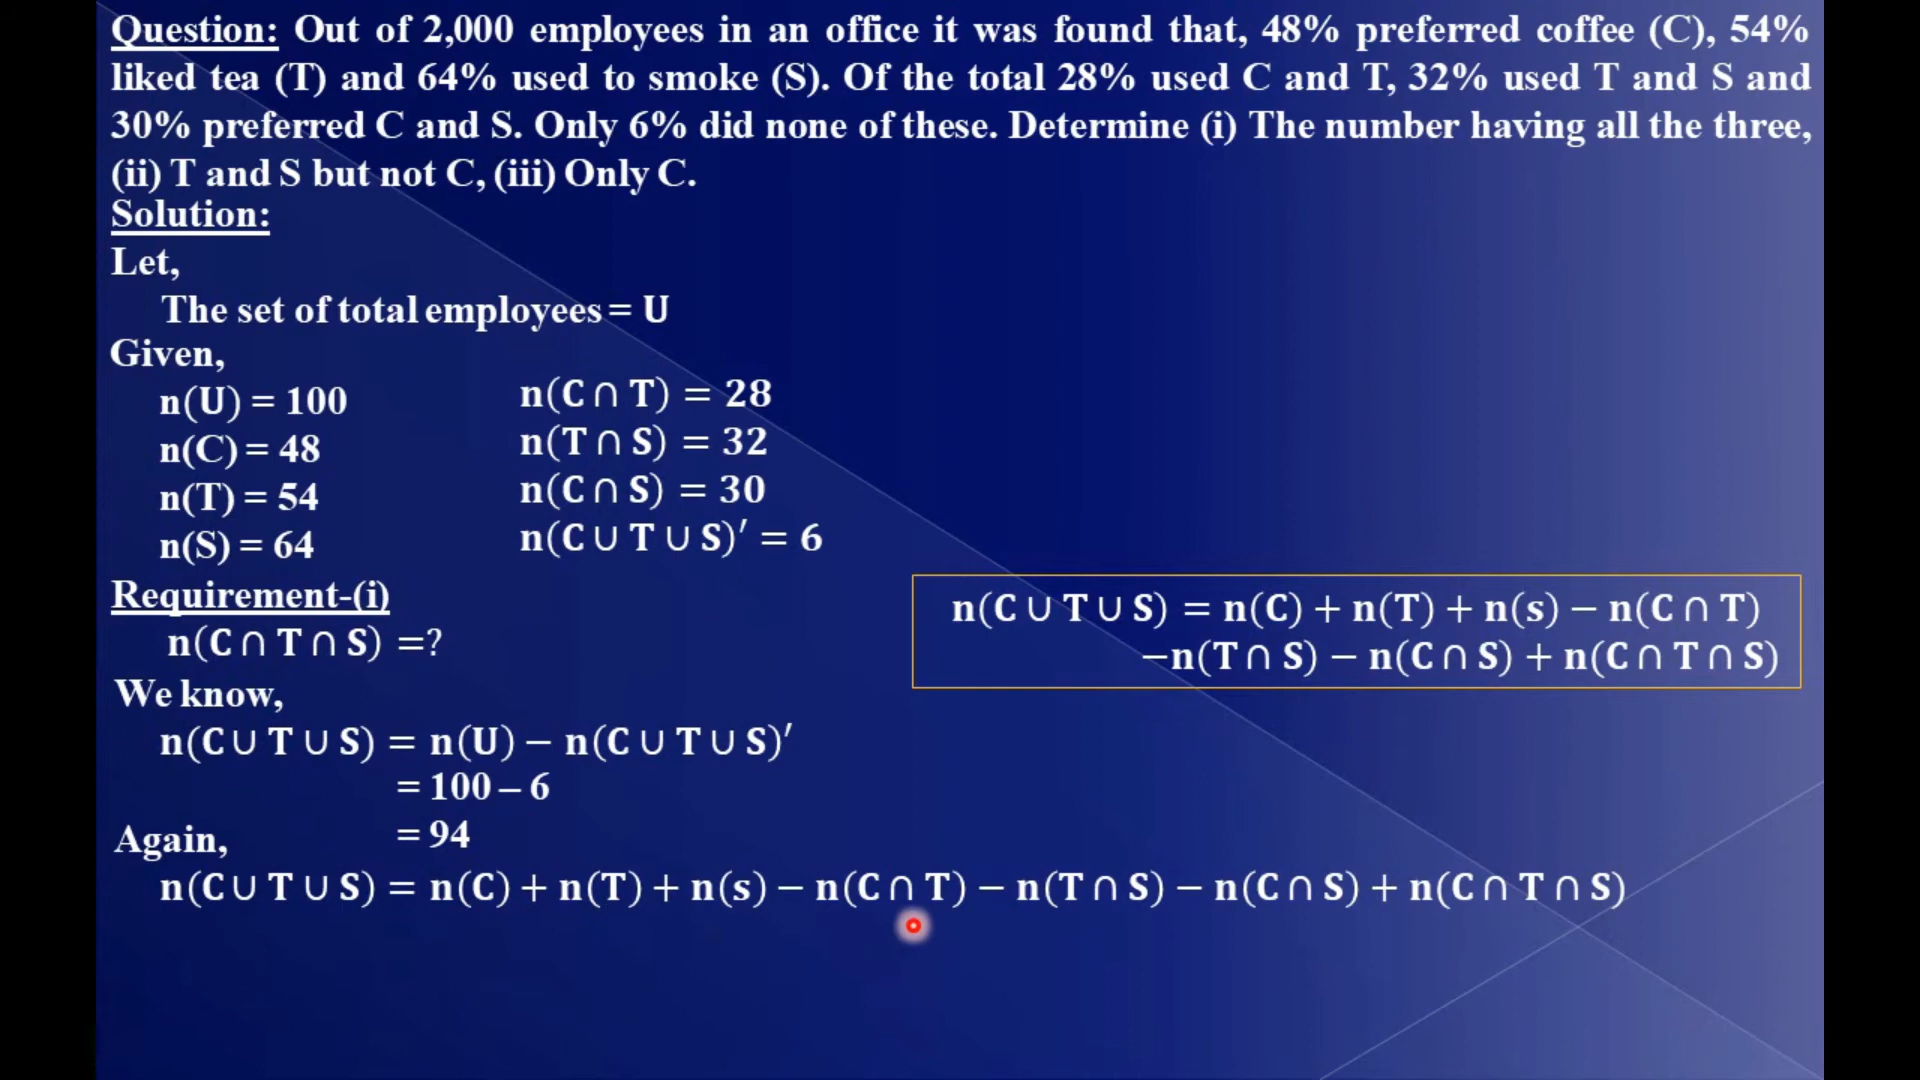 Question: Out of 2,000 employees in an office it was found that, 48% preferred coffee (C), 54%
liked tea (T) and 64% used to smoke (S). Of the total 28% used C and T, 32% used T and S and
30% preferred C and S. Only 6% did none of these. Determine (i) The number having all the three,
(ii) T and S but not C, (iii) Only C.
Solution:
Let,
The set of total employees = U
Given,
n(U) = 100
n(C) = 48
n(T) = 54
n(S) = 64
n(C ∩ T) = 28
n(T ∩ S) = 32
n(C ∩ S) = 30
n(C ∪ T ∪ S)′ = 6
Requirement-(i)
n(C ∩ T ∩ S) =?
n(C ∪ T ∪ S) = n(C) + n(T) + n(s) − n(C ∩ T)
−n(T ∩ S) − n(C ∩ S) + n(C ∩ T ∩ S)
We know,
n(C ∪ T ∪ S) = n(U) − n(C ∪ T ∪ S)′
= 100 – 6
= 94
Again,
n(C ∪ T ∪ S) = n(C) + n(T) + n(s) − n(C ∩ T) − n(T ∩ S) − n(C ∩ S) + n(C ∩ T ∩ S)